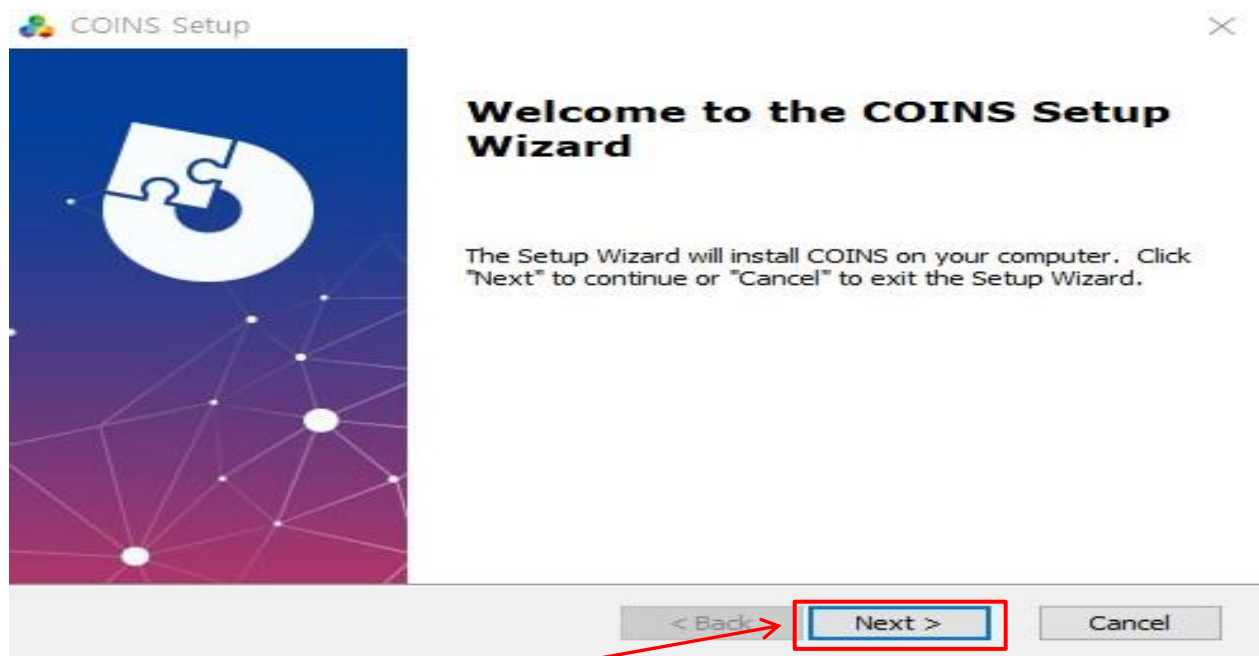 COINS Setup
Welcome to the COINS Setup
Wizard
The Setup Wizard will install COINS on your computer. Click
"Next" to continue or "Cancel" to exit the Setup Wizard.
< Back Next > Cancel